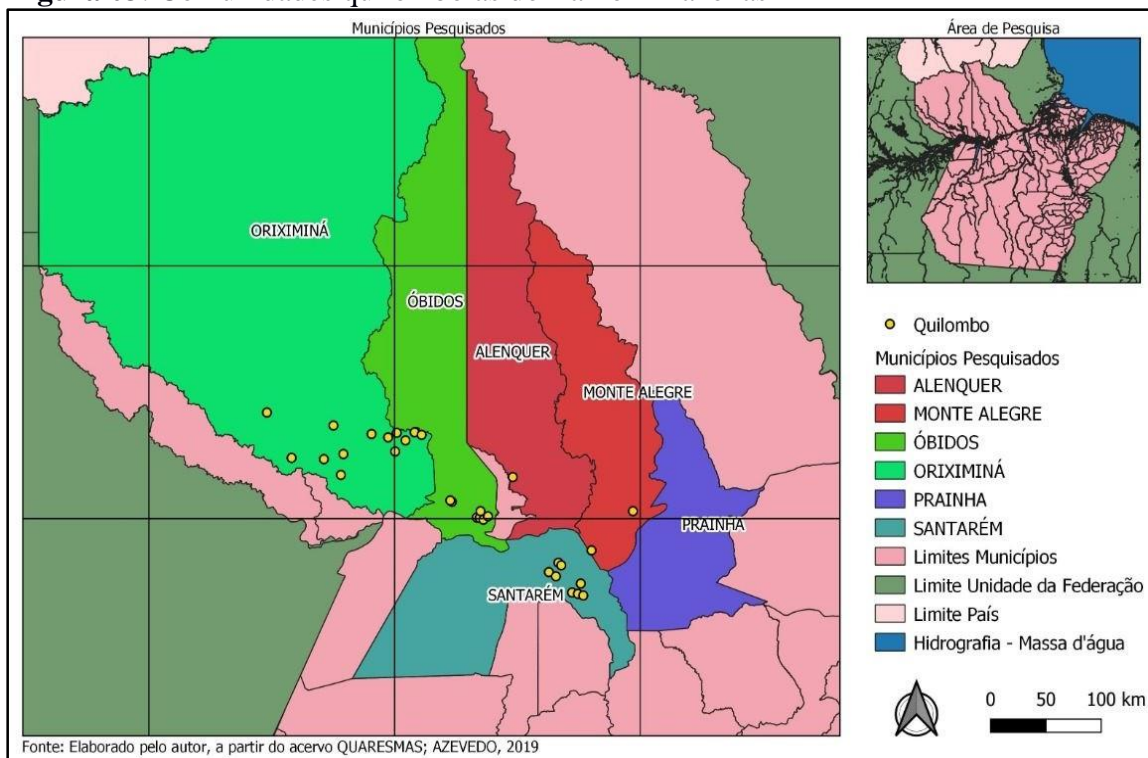 Municípios Pesquisados
Área de Pesquisa
ORIXIMINÁ
ÓBIDOS
ALENQUER
MONTE ALEGRE
PRAINHA
SANTARÉM
Quilombo
Municípios Pesquisados
ALENQUER
MONTE ALEGRE
ÓBIDOS
ORIXIMINÁ
PRAINHA
SANTARÉM
Limites Municípios
Limite Unidade da Federação
Limite País
Hidrografia - Massa d'água
0 50 100 km
Fonte: Elaborado pelo autor, a partir do acervo QUARESMAS; AZEVEDO, 2019